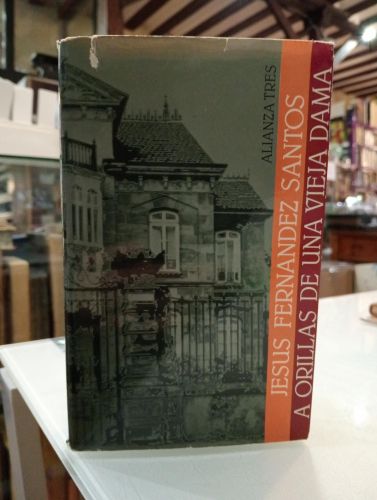 ALIANZA TRES
JESUS FERNANDEZ SANTOS
A ORILLAS DE UNA VIEJA DAMA